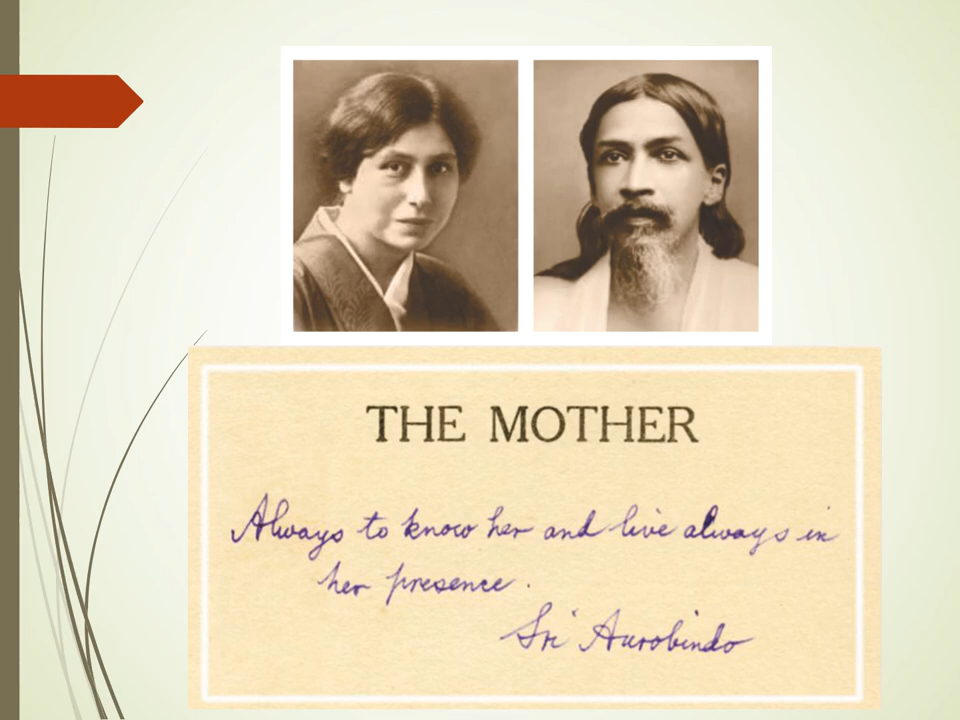 THE MOTHER
Always to know her and live always in
her presence.
Sri Aurobindo